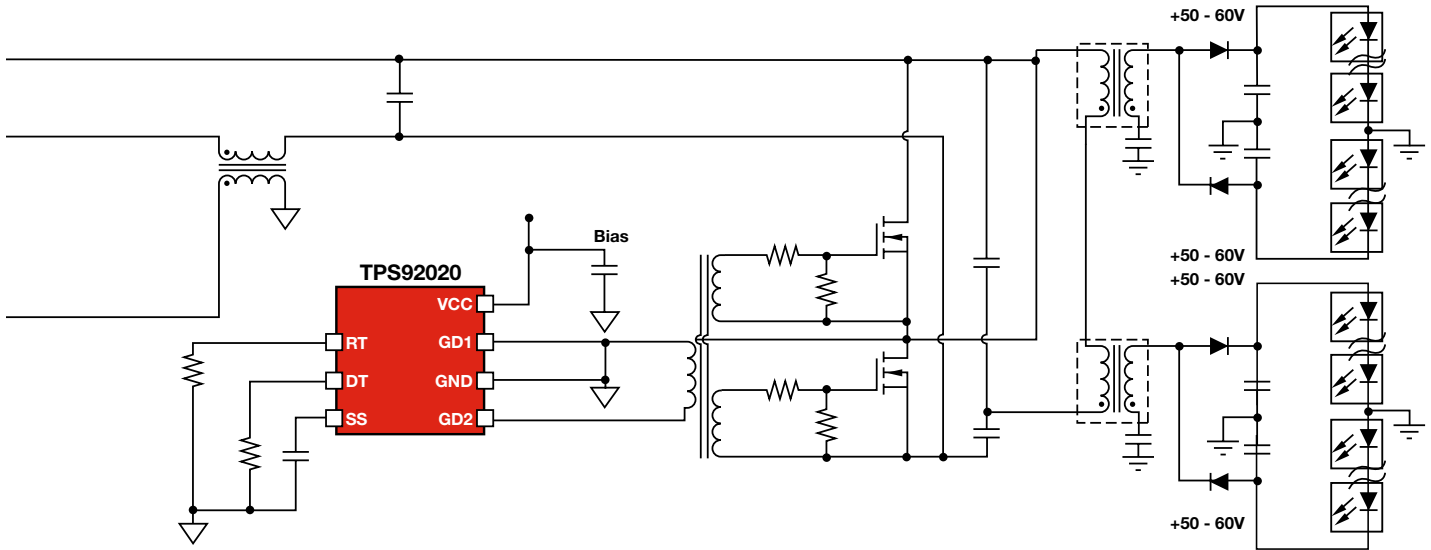 +50 - 60V
Bias
TPS92020
VCC
RT
GD1
DT
GND
SS
GD2
+50 - 60V
+50 - 60V
+50 - 60V